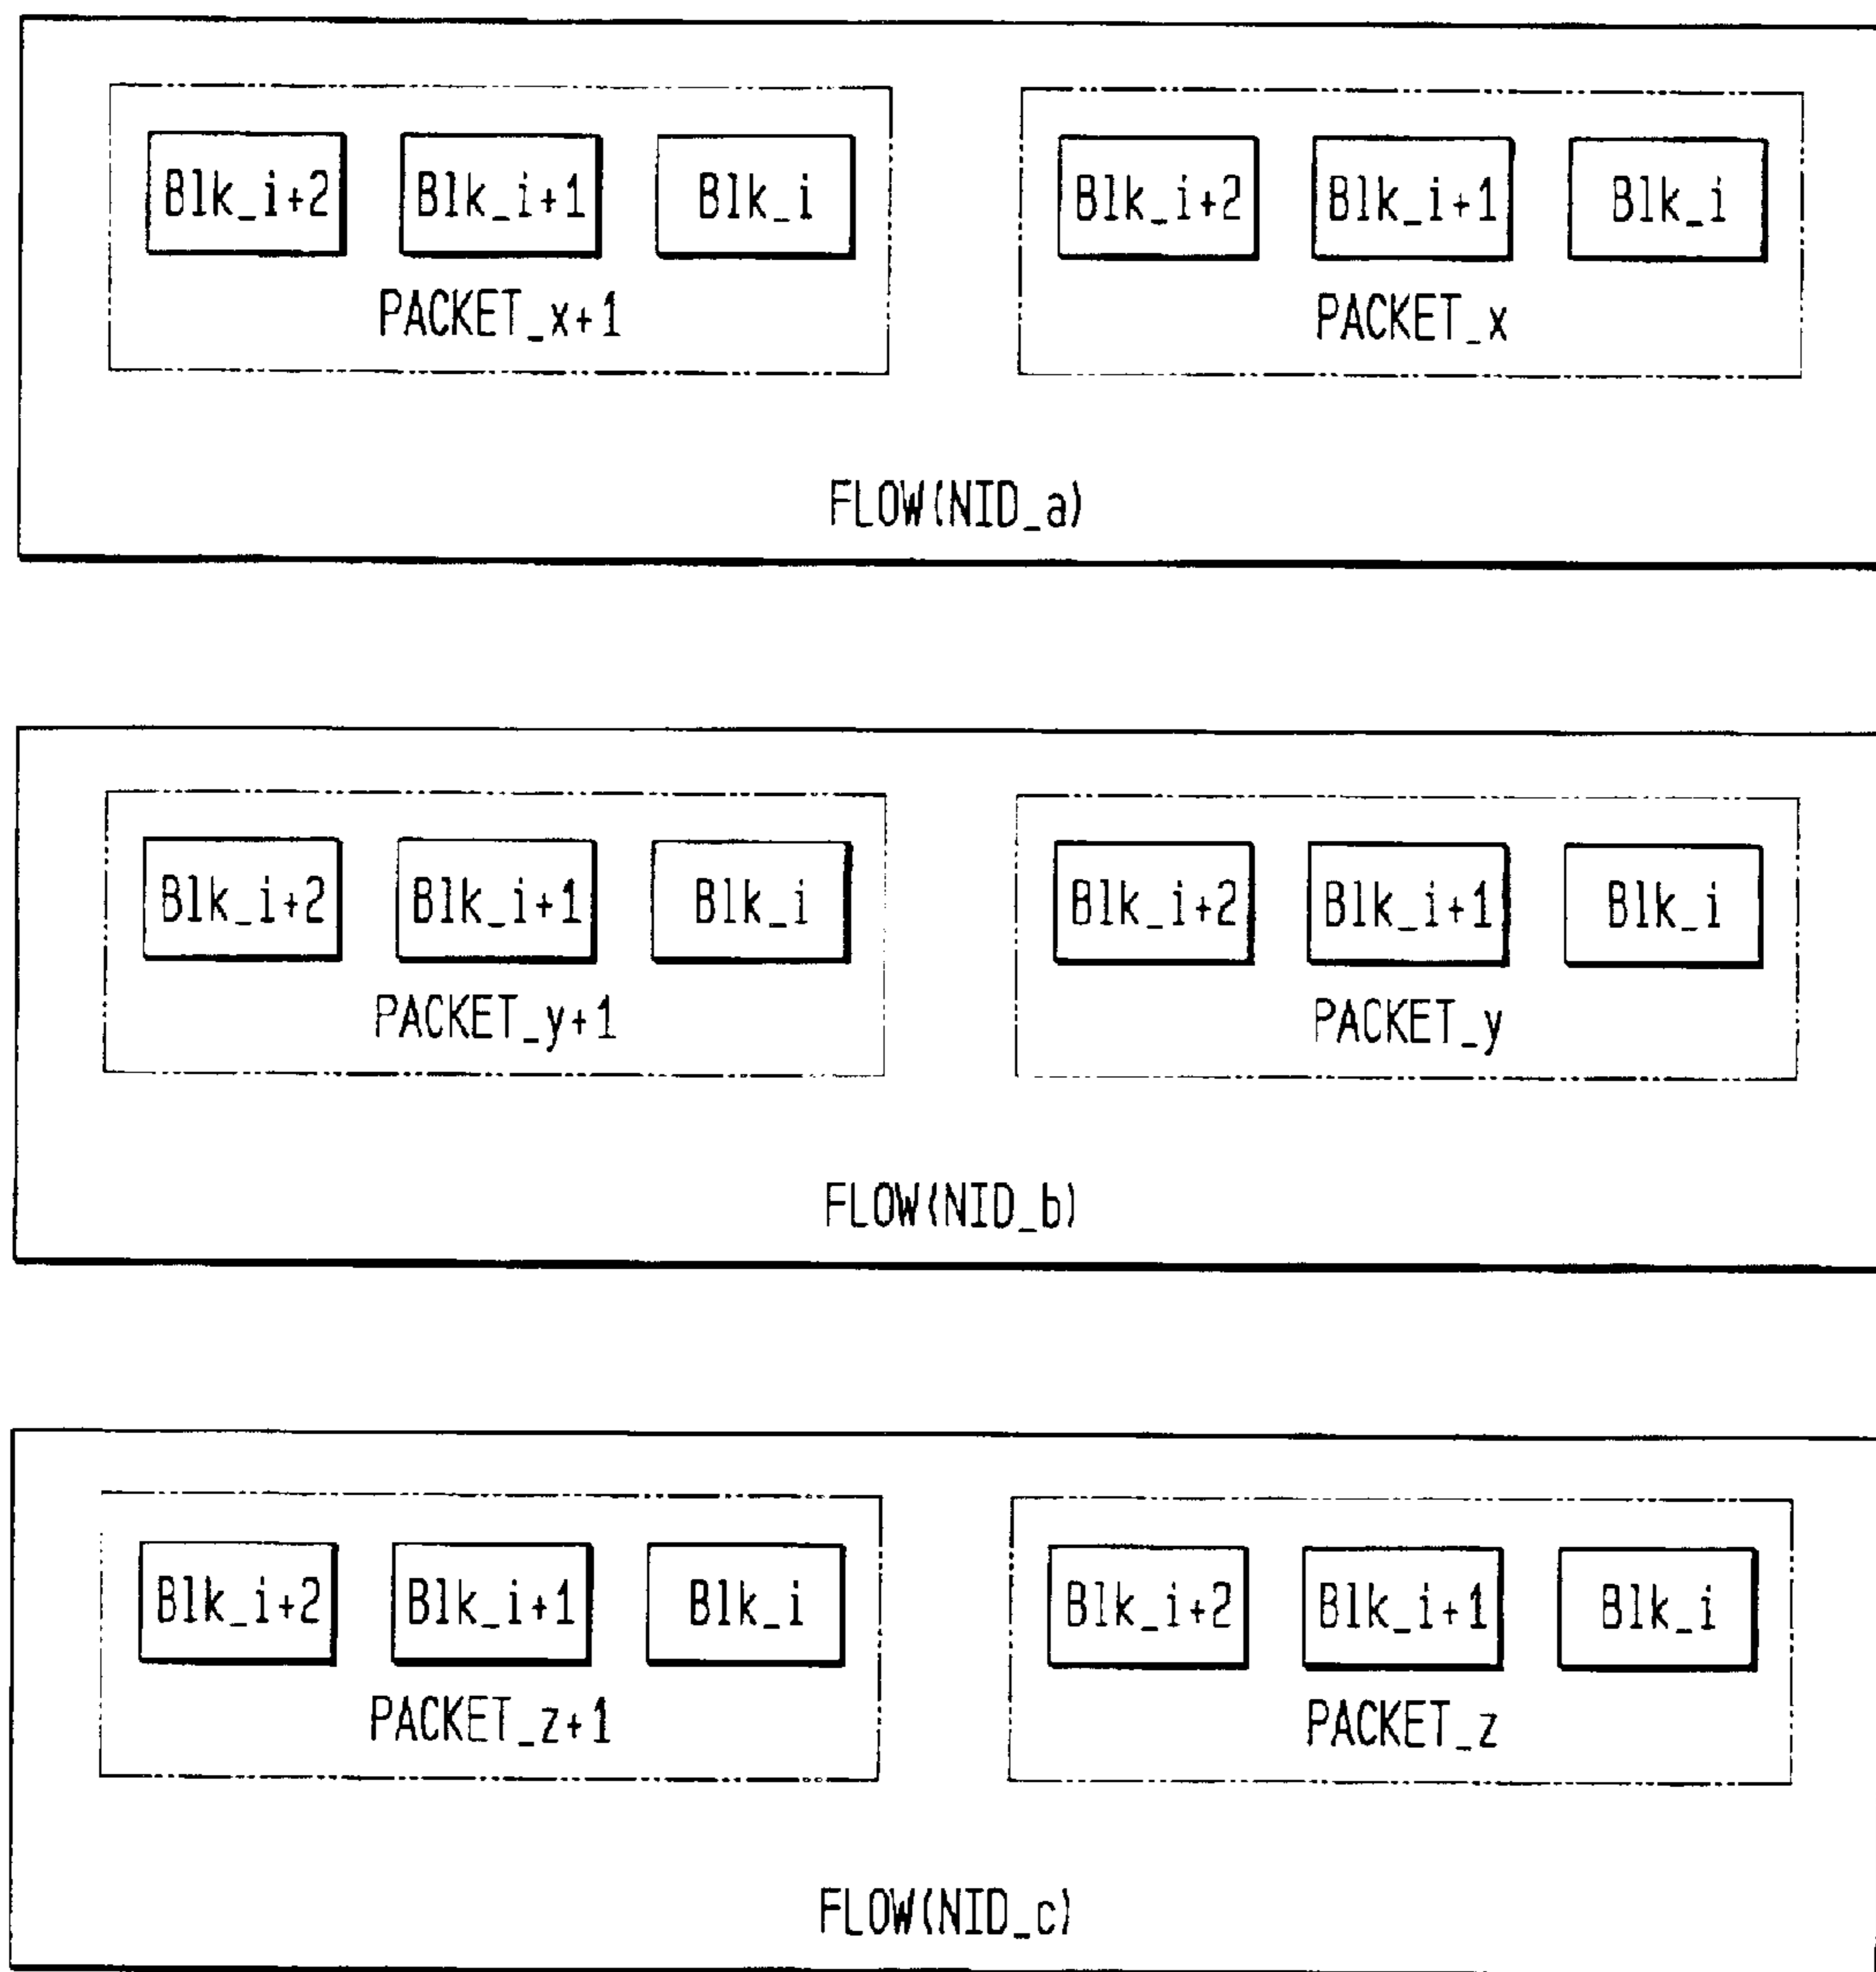 Blk_i+2 Blk_i+1 Blk_i Blk_i+2 Blk_i+1 Blk_i
PACKET_x+1 PACKET_x
FLOW(NID_a)
Blk_i+2 Blk_i+1 Blk_i Blk_i+2 Blk_i+1 Blk_i
PACKET_y+1 PACKET_y
FLOW(NID_b)
Blk_i+2 Blk_i+1 Blk_i Blk_i+2 Blk_i+1 Blk_i
PACKET_z+1 PACKET_z
FLOW(NID_c)